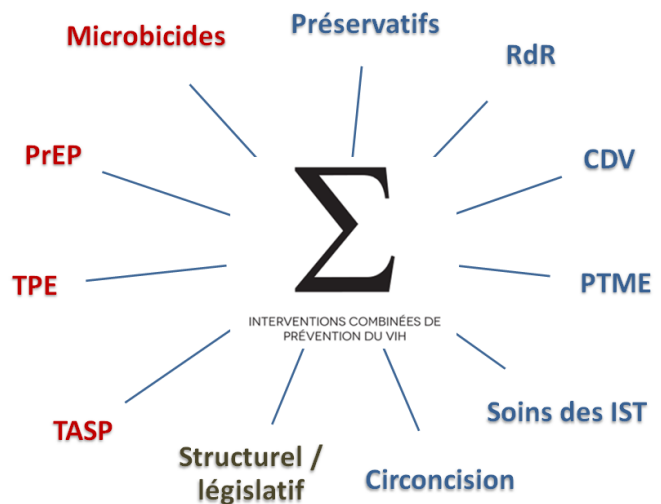 Microbicides
Préservatifs
RdR
PrEP
CDV
TPE
PTME
Σ
INTERVENTIONS COMBINÉES DE
PRÉVENTION DU VIH
TASP
Soins des IST
Structurel /
législatif
Circoncision